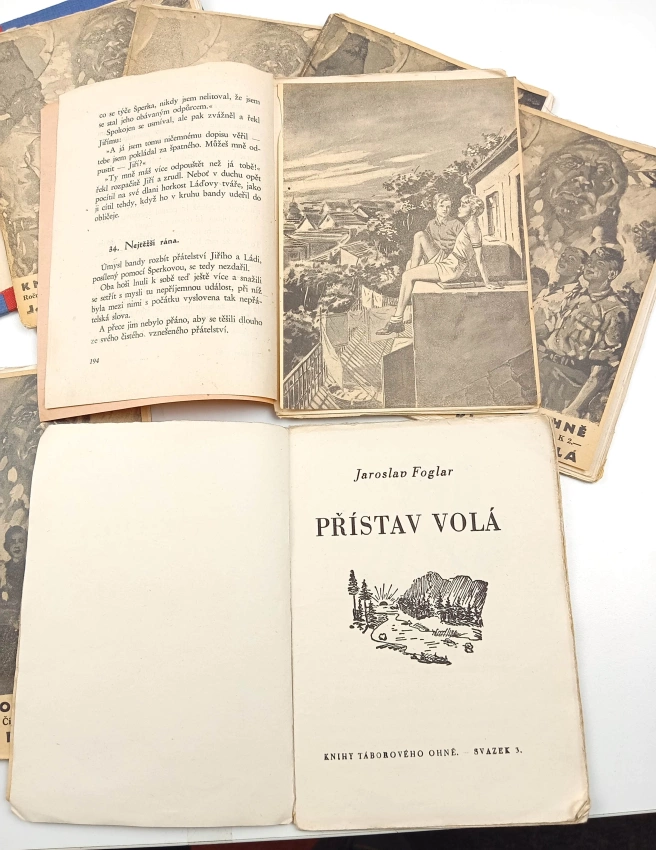 co se týče Šperka, nikdy jsem nelitoval, že jsem
se stal jeho obávaným odpůrcem.«
Spokojen se usmíval, ale pak zvážněl a řekl
Jiřímu:
»A já jsem tomu ničemnému dopisu věřil —
tebe jsem pokládal za špatného. Můžeš mně od-
pustit — Jiří?«
»Ty mně máš více odpouštět než já tobě!«
řekl rozpačitě Jiří a zrudl. Neboť v duchu opět
pocítil na své dlani horkost Láďovy tváře, jako
ji cítil tehdy, když ho v kruhu bandy udeřil do
obličeje.
34. Nejtěžší rána.
Úmysl bandy rozbít přátelství Jiřího a Ládi,
posílený pomocí Šperkovou, se tedy nezdařil.
Oba hoši lnuli k sobě teď ještě více a snažili
se setřít s mysli tu nepříjemnou událost, při níž
byla mezi nimi s počátku vyslovena tak nepřá-
telská slova.
A přece jim nebylo přáno, aby se těšili dlouho
ze svého čistého, vznešeného přátelství.
194
HNĚ
K 2,—
LÁ
Jaroslav Foglar
PŘÍSTAV VOLÁ
KNIHY TÁBOROVÉHO OHNĚ. — SVAZEK 3.